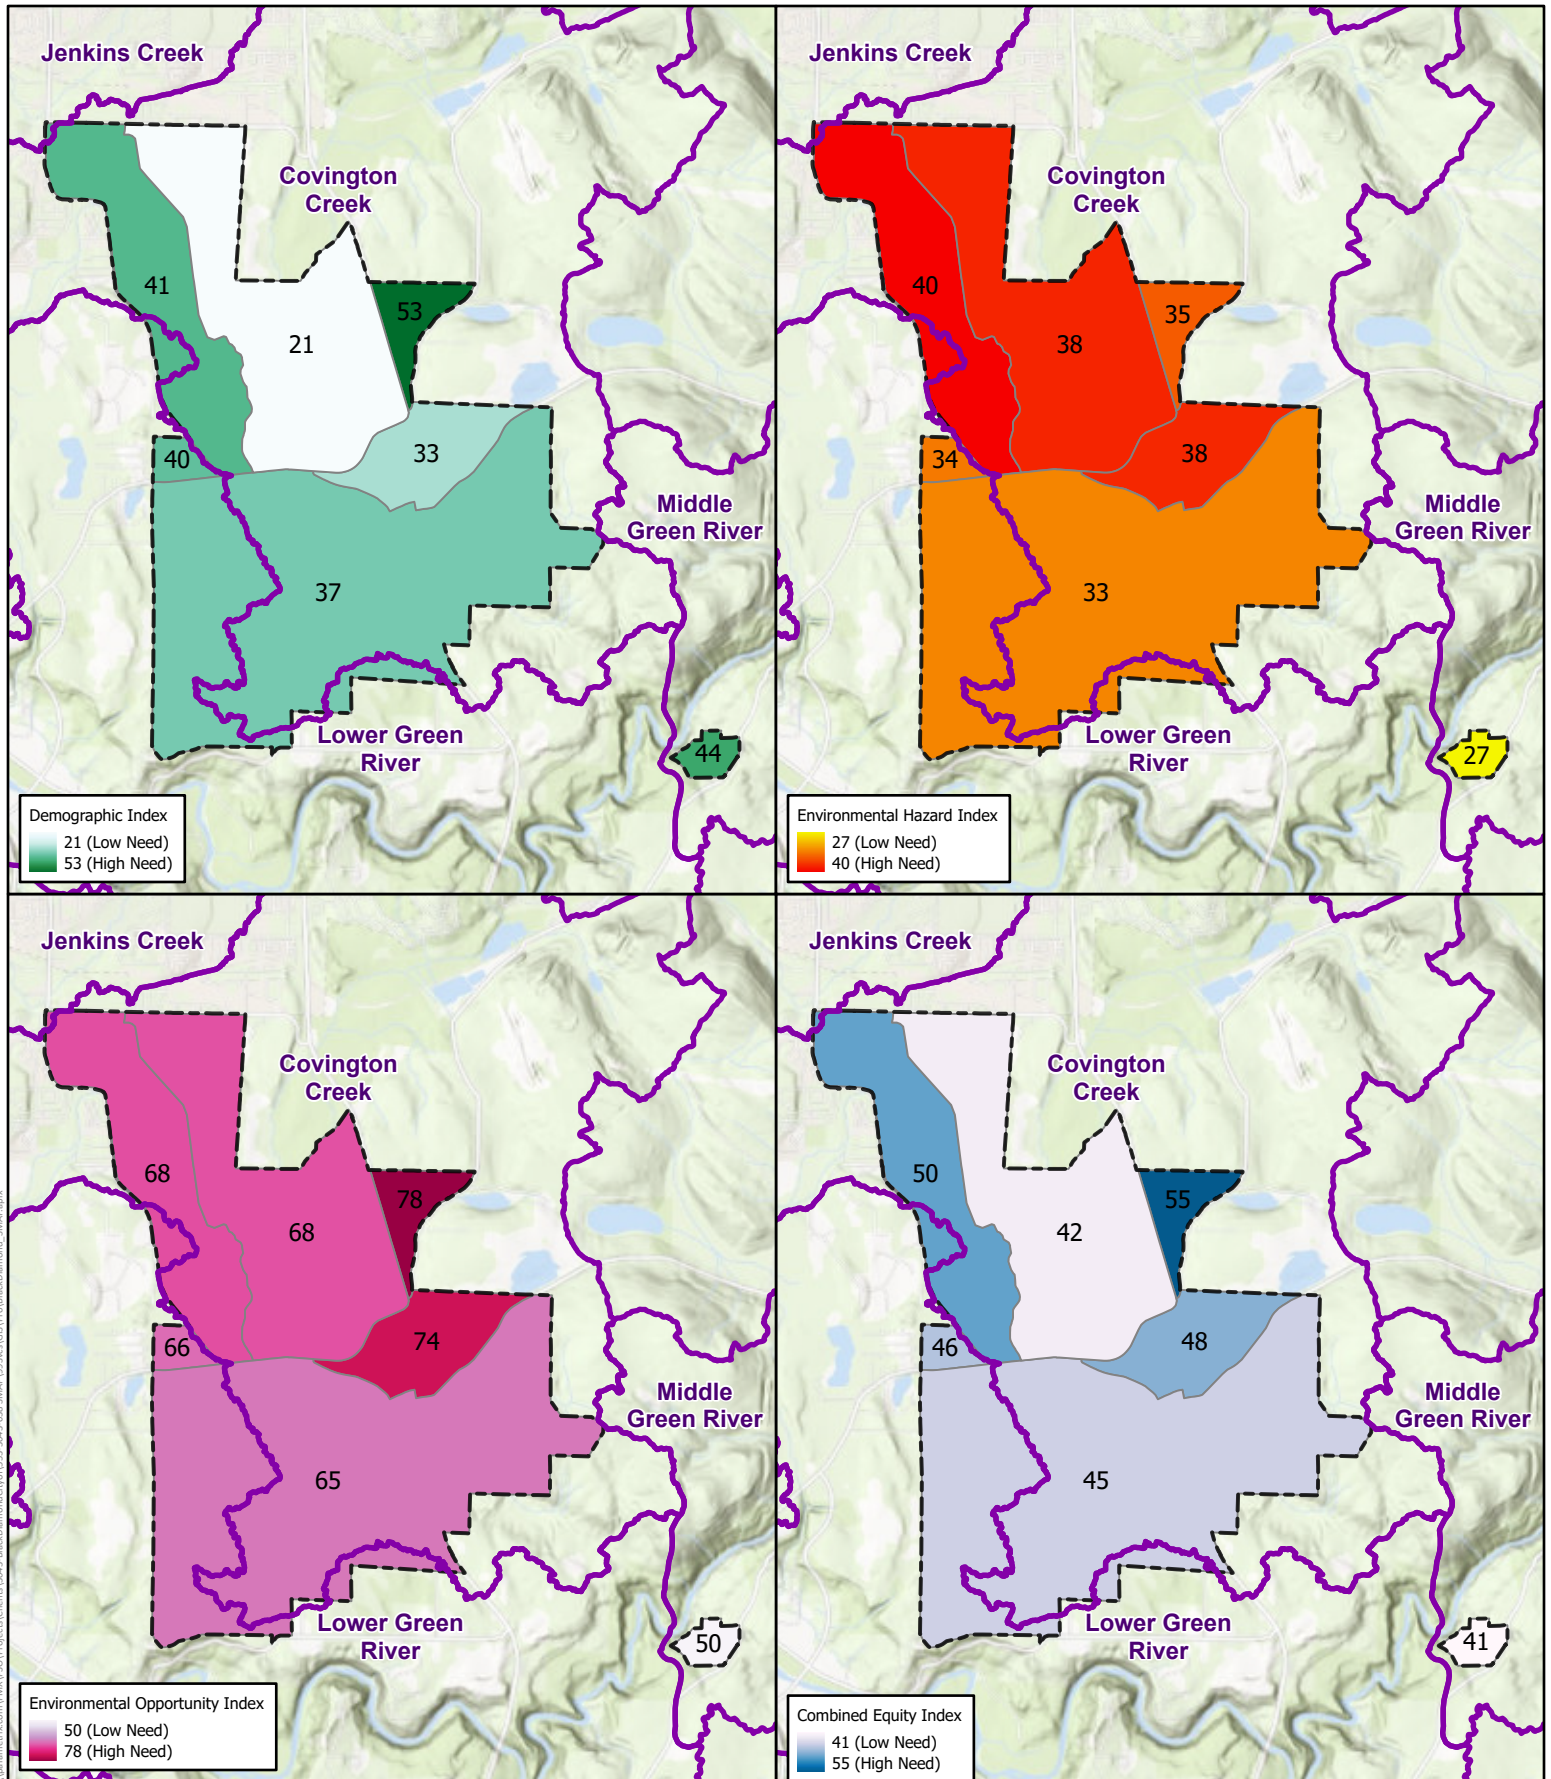 Jenkins Creek
Covington
Creek
41
53
21
33
40
Middle
Green River
37
Lower Green
River
44
Demographic Index
21 (Low Need)
53 (High Need)
Jenkins Creek
Covington
Creek
40
35
38
38
34
Middle
Green River
33
Lower Green
River
27
Environmental Hazard Index
27 (Low Need)
40 (High Need)
Jenkins Creek
Covington
Creek
68
78
68
74
66
Middle
Green River
65
Lower Green
River
50
Environmental Opportunity Index
50 (Low Need)
78 (High Need)
Jenkins Creek
Covington
Creek
50
55
42
48
46
Middle
Green River
45
Lower Green
River
41
Combined Equity Index
41 (Low Need)
55 (High Need)